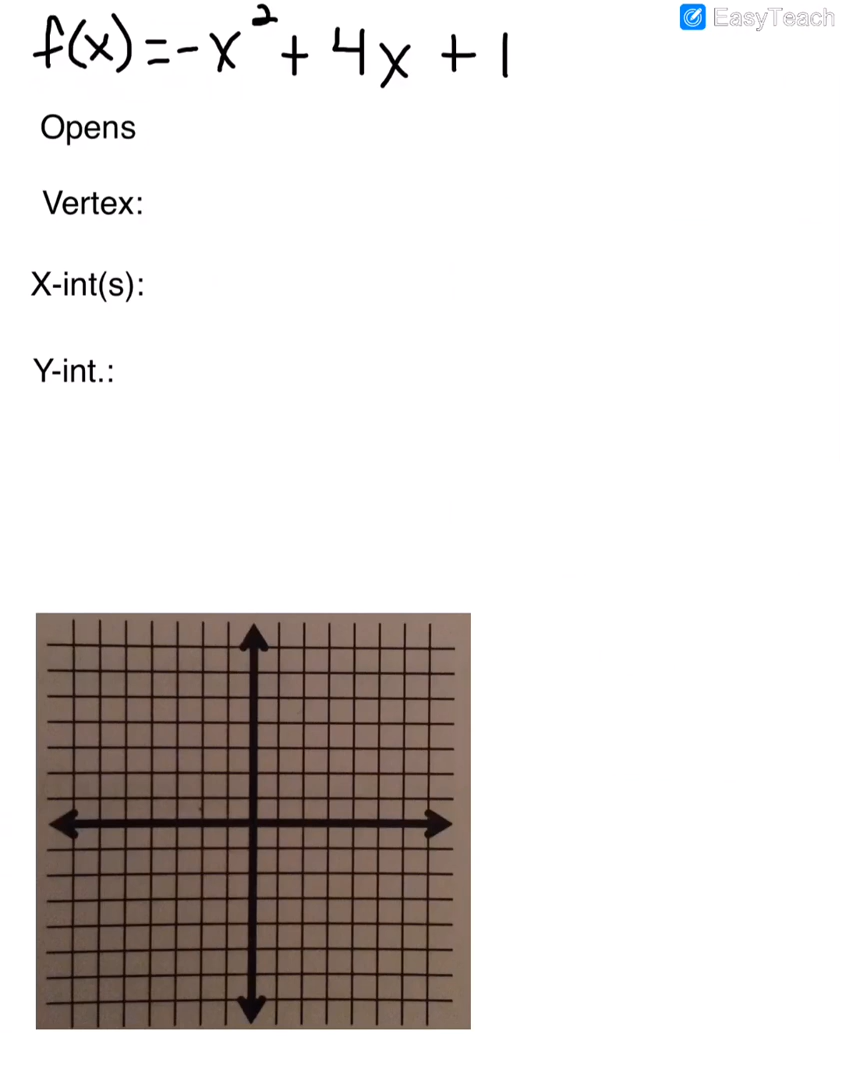 f(x)=-x²+4x+1
EasyTeach
Opens
Vertex:
X-int(s):
Y-int.: